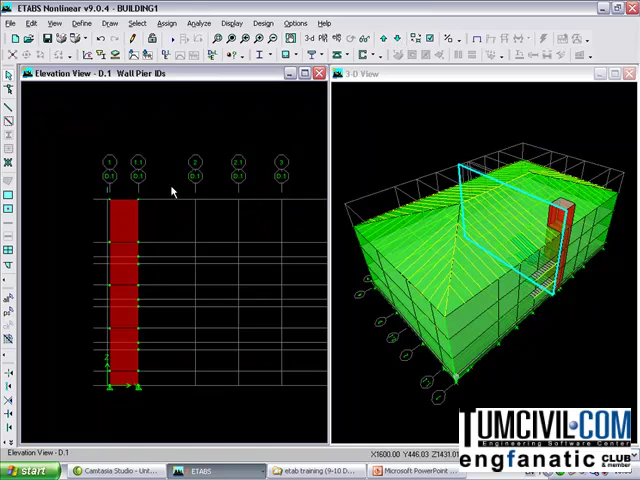 ETABS Nonlinear v9.0.4 - BUILDING1
File Edit View Define Draw Select Assign Analyze Display Design Options Help
3-d
Elevation View - D.1 Wall Pier IDs
3-D View
1 1.1 2 2.1 3
D.1 D.1 D.1 D.1 D.1
Z
all
ps
TUMCIVIL.COM
Engineering Software Center
engfanatic CLUB
& member
Elevation View - D.1
X1600.00 Y446.03 Z1431.01
start
Camtasia Studio - Unt...
ETABS
etab training (9-10 D...
Microsoft PowerPoint